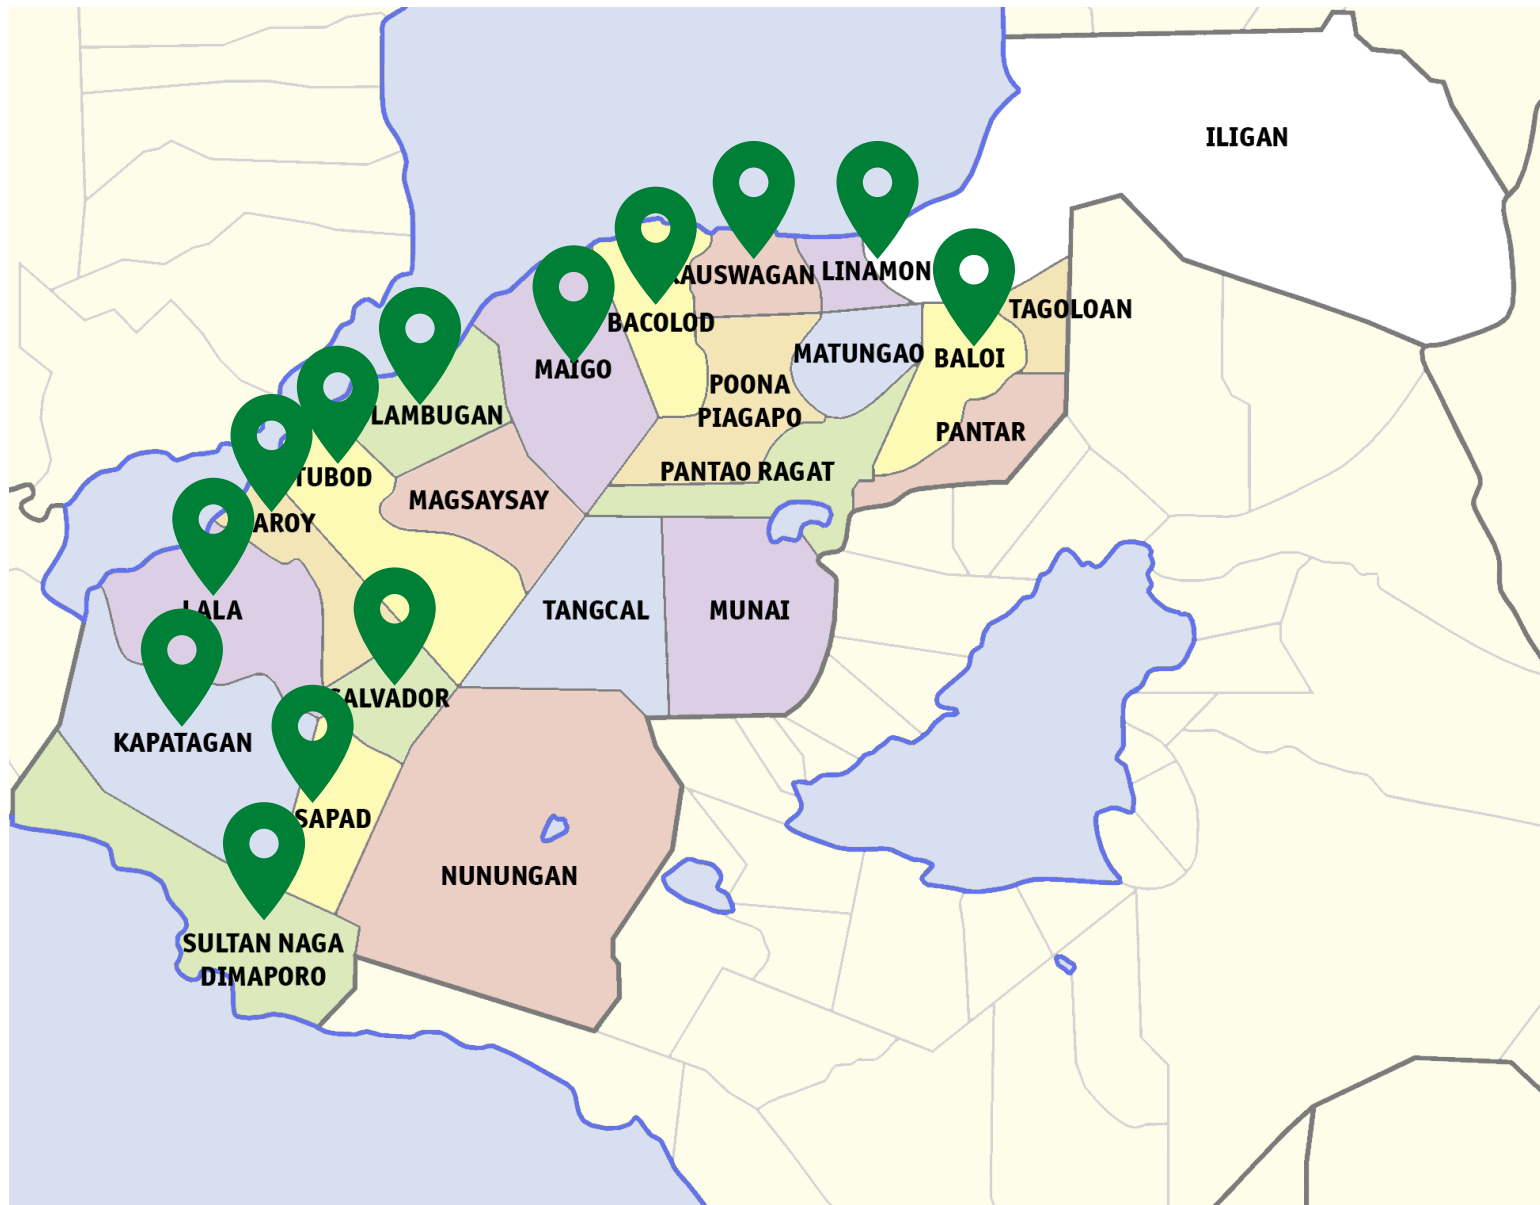 ILIGAN
KAUSWAGAN
LINAMON
TAGOLOAN
BACOLOD
MATUNGAO
BALOI
MAIGO
POONA
PIAGAPO
LAMBUGAN
PANTAR
PANTAO RAGAT
TUBOD
MAGSAYSAY
AROY
LALA
TANGCAL
MUNAI
SALVADOR
KAPATAGAN
SAPAD
NUNUNGAN
SULTAN NAGA
DIMAPORO